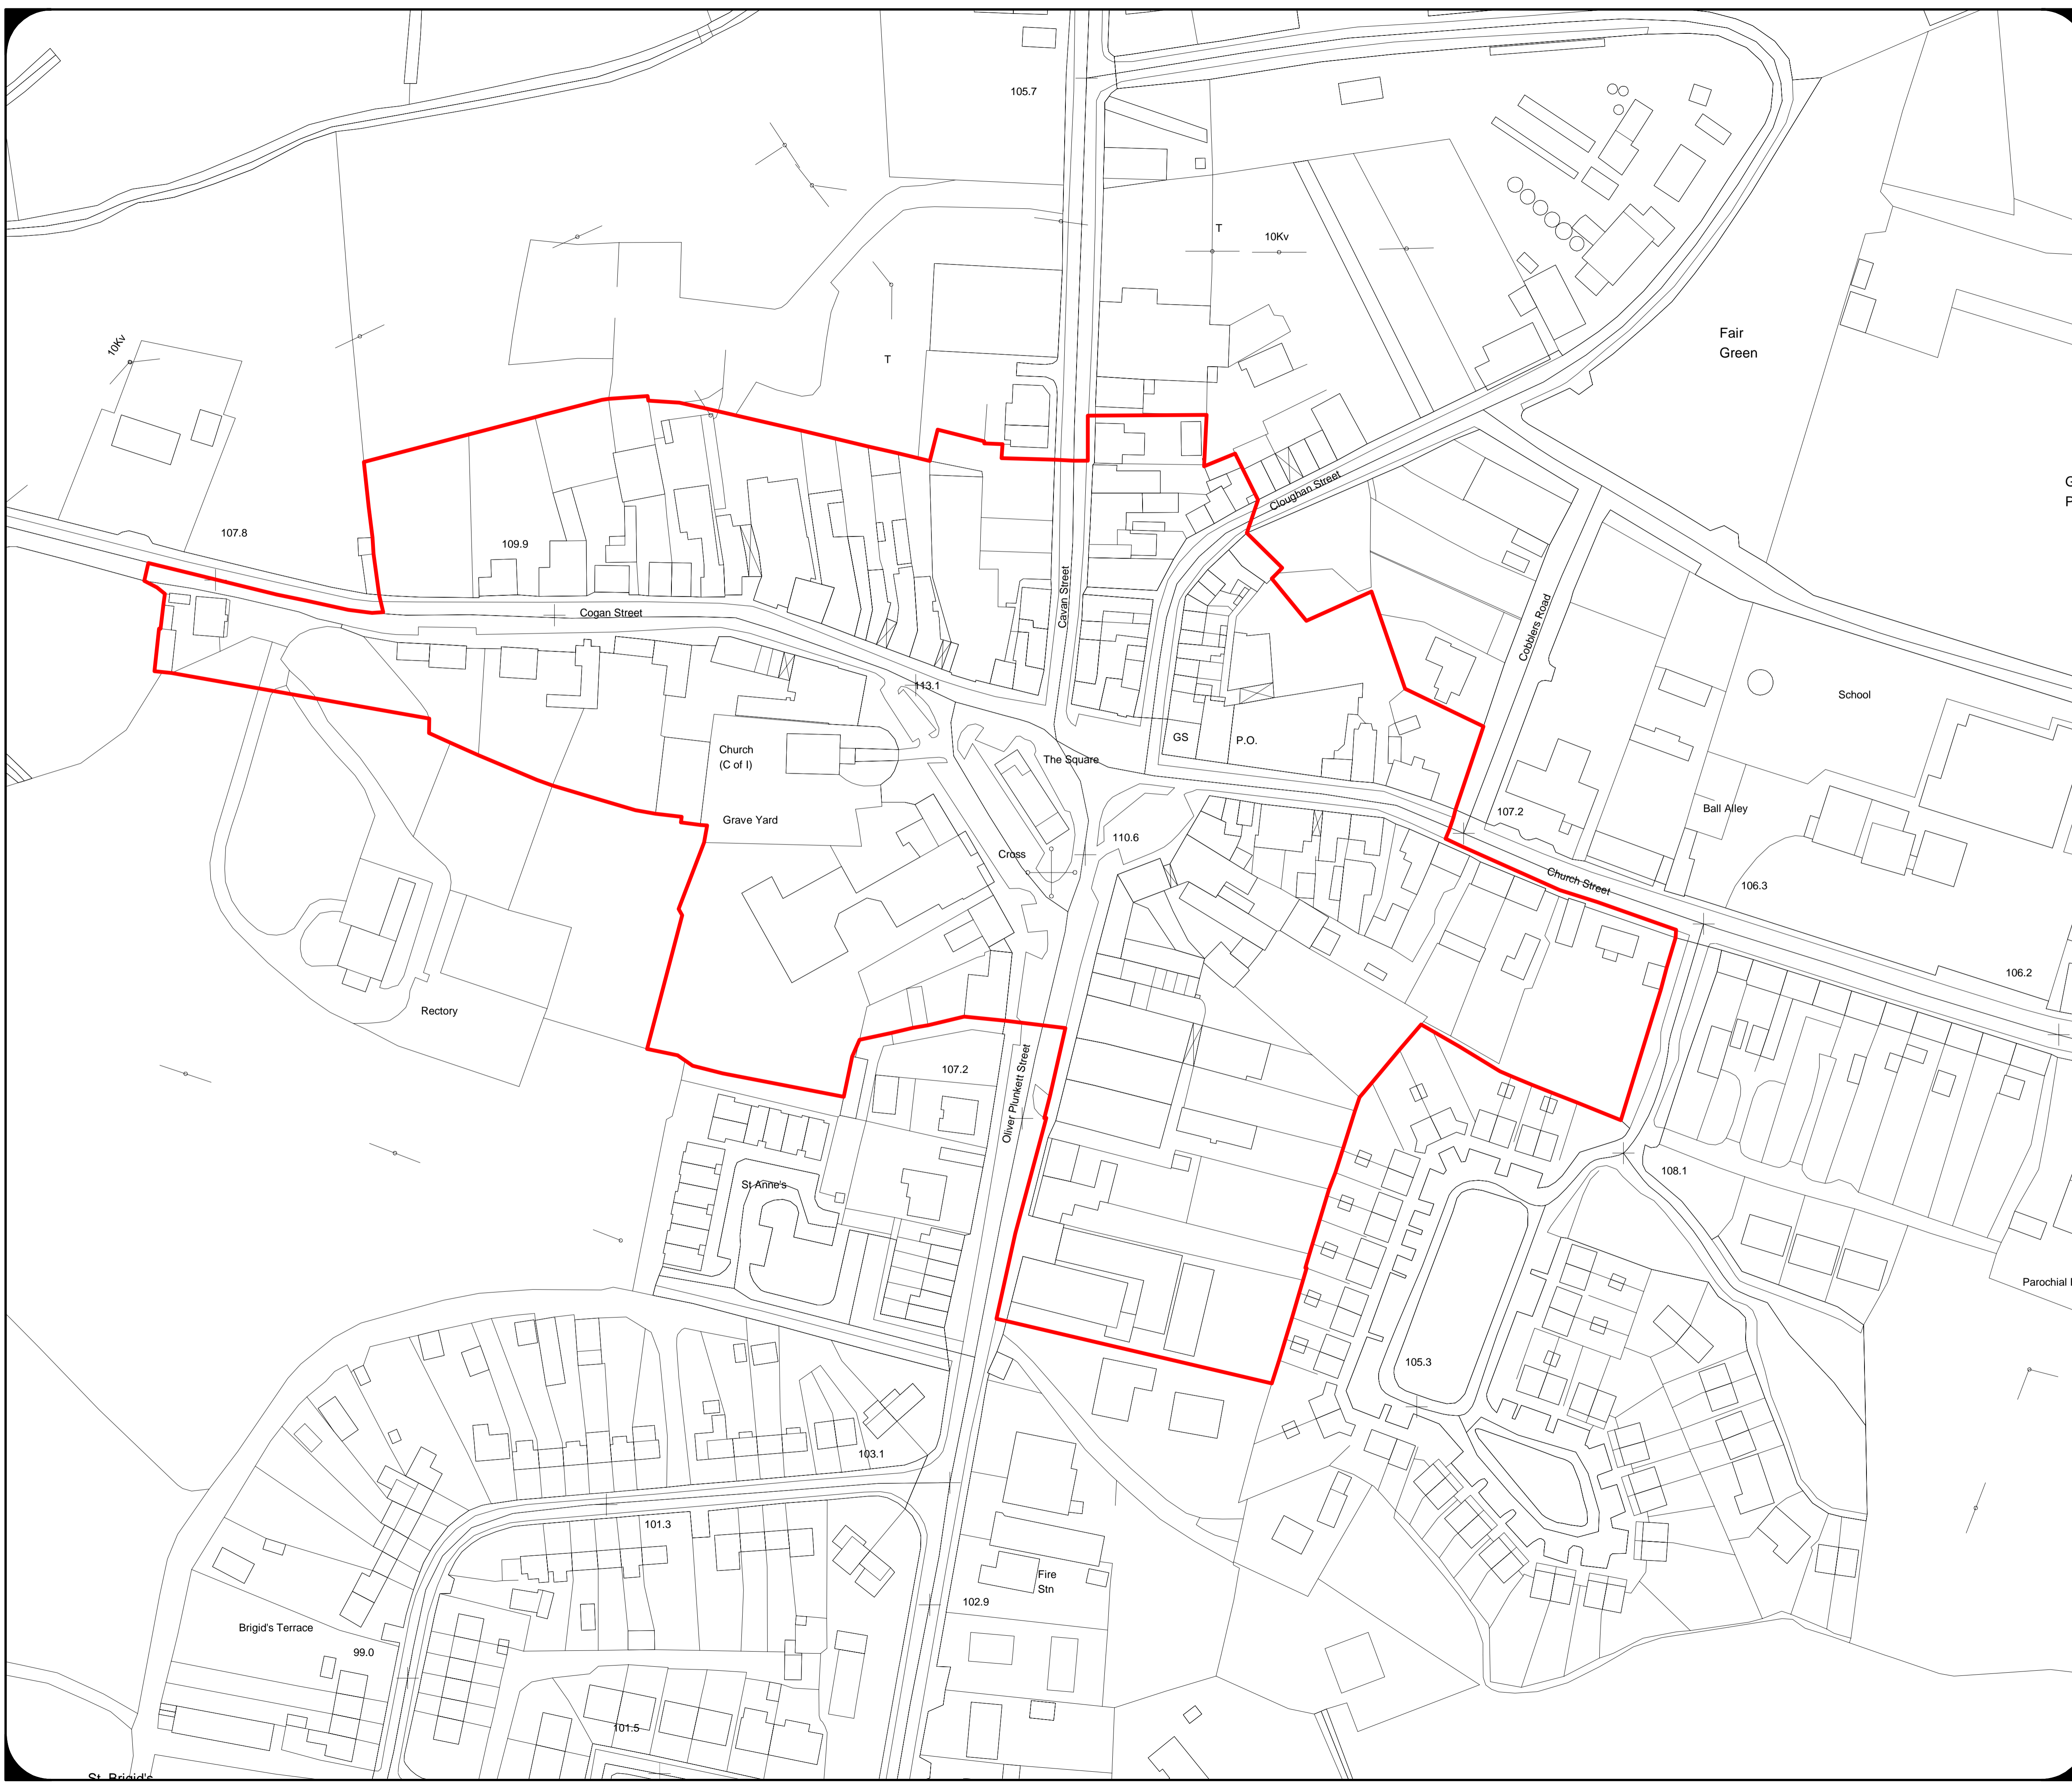 105.7
T
10Kv
Fair
Green
10Kv
T
G
P
Cloughan Street
107.8
109.9
Cavan Street
Cogan Street
Cobblers Road
113.1
School
GS
P.O.
Church
(C of I)
The Square
107.2
Ball Alley
Grave Yard
110.6
Cross
Church Street
106.3
106.2
Rectory
107.2
Oliver Plunkett Street
St Anne's
108.1
Parochial
105.3
103.1
101.3
Fire
Stn
102.9
Brigid's Terrace
99.0
101.5
St. Brigid's